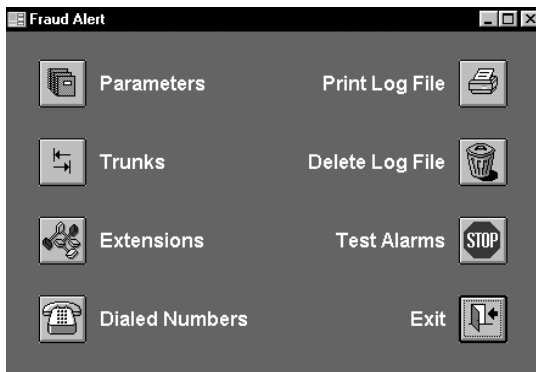 Fraud Alert
Parameters Print Log File
Trunks Delete Log File
Extensions Test Alarms STOP
Dialed Numbers Exit